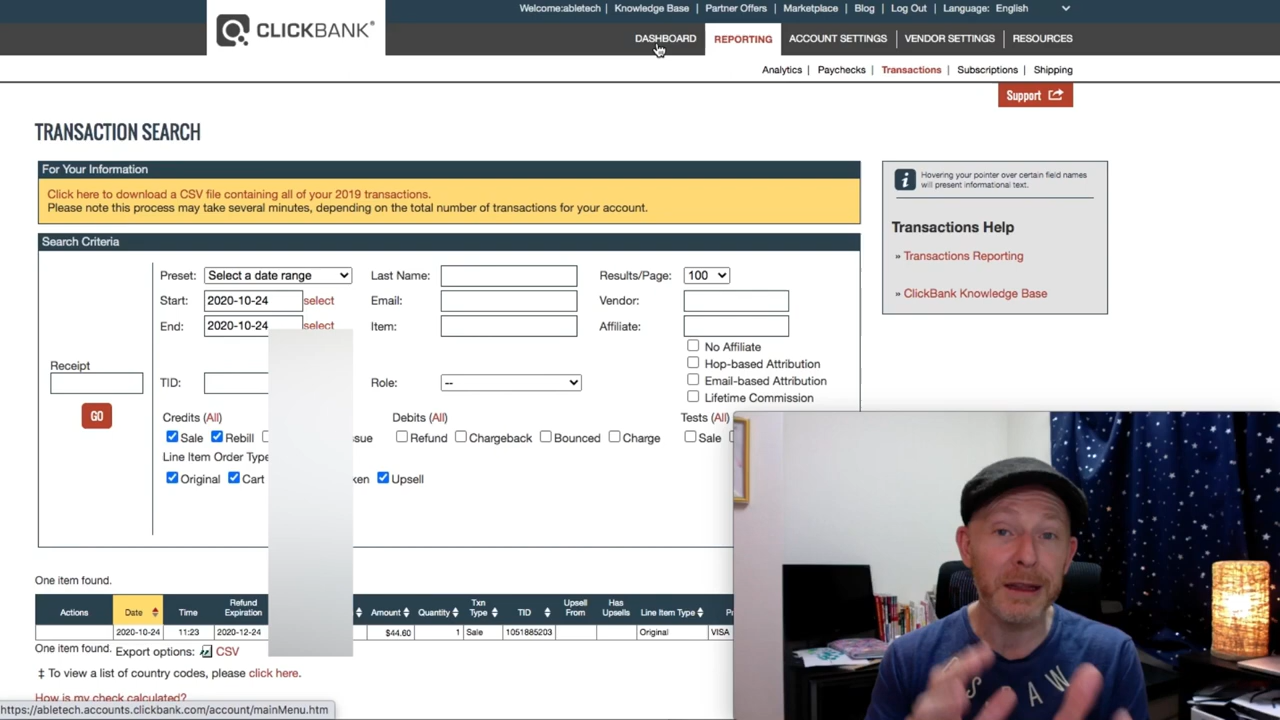 Welcome:abletech | Knowledge Base | Partner Offers | Marketplace | Blog | Log Out | Language: English
CLICKBANK®
DASHBOARD REPORTING ACCOUNT SETTINGS | VENDOR SETTINGS | RESOURCES
Analytics | Paychecks | Transactions | Subscriptions | Shipping
Support
TRANSACTION SEARCH
For Your Information
Click here to download a CSV file containing all of your 2019 transactions.
Please note this process may take several minutes, depending on the total number of transactions for your account.
Hovering your pointer over certain field names
will present informational text.
Transactions Help
» Transactions Reporting
» ClickBank Knowledge Base
Search Criteria
Preset: Select a date range Last Name: Results/Page: 100
Start: 2020-10-24 select Email: Vendor:
End: 2020-10-24 select Item: Affiliate:
No Affiliate
Hop-based Attribution
Email-based Attribution
Lifetime Commission
Receipt
GO
TID: Role: --
Credits (All) Debits (All) Tests (All)
Sale Rebill Refund Chargeback Bounced Charge Sale
Line Item Order Type
Original Cart Upsell
One item found.
Actions Date Time Refund Expiration Amount Quantity Txn Type TID Upsell From Has Upsells Line Item Type
2020-10-24 11:23 2020-12-24 $44.60 1 Sale 1051885203 Original VISA
One item found. Export options: CSV
‡ To view a list of country codes, please click here.
How is my check calculated?
https://abletech.accounts.clickbank.com/account/mainMenu.htm